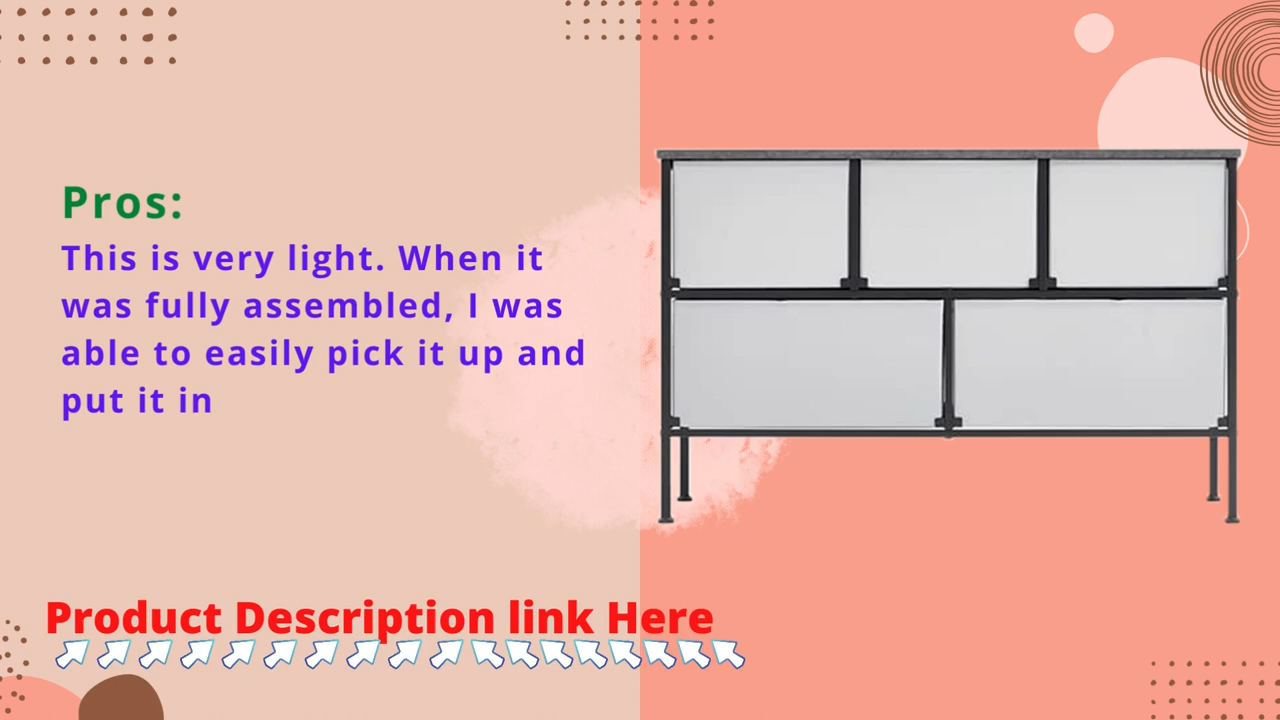 Pros:
This is very light. When it
was fully assembled, I was
able to easily pick it up and
put it in
Product Description link Here